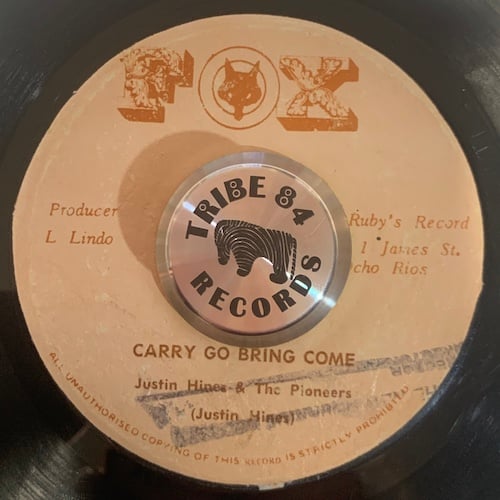 FOX
TRIBE 84
RECORDS
Producer
L Lindo
Ruby's Record
1 James St.
cho Rios
CARRY GO BRING COME
Justin Hines & The Pioneers
(Justin Hines)
ALL UNAUTHORISED COPYING OF THIS RECORD IS STRICTLY PROHIBIT